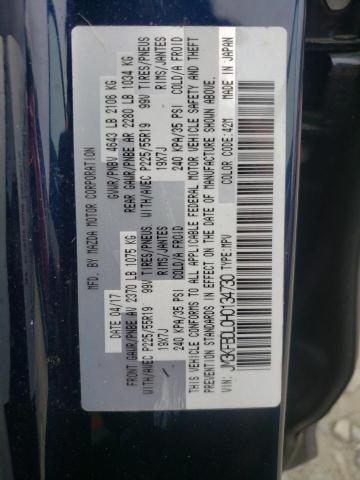 MFD. BY MAZDA MOTOR CORPORATION
GVWR/PNBV 4643 LB 2106 KG
DATE 04/17
FRONT GAWR/PNBE AV 2370 LB 1075 KG REAR GAWR/PNBE AR 2280 LB 1034 KG
WITH/AVEC P225/55R19 99V TIRES/PNEUS WITH/AVEC P225/55R19 99V TIRES/PNEUS
19X7J RIMS/JANTES 19X7J RIMS/JANTES
240 KPA/35 PSI COLD/A FROID 240 KPA/35 PSI COLD/A FROID
THIS VEHICLE CONFORMS TO ALL APPLICABLE FEDERAL MOTOR VEHICLE SAFETY AND THEFT
PREVENTION STANDARDS IN EFFECT ON THE DATE OF MANUFACTURE SHOWN ABOVE.
VIN: JM3KFBDL0H0134730 TYPE:MPV COLOR CODE:42M MADE IN JAPAN